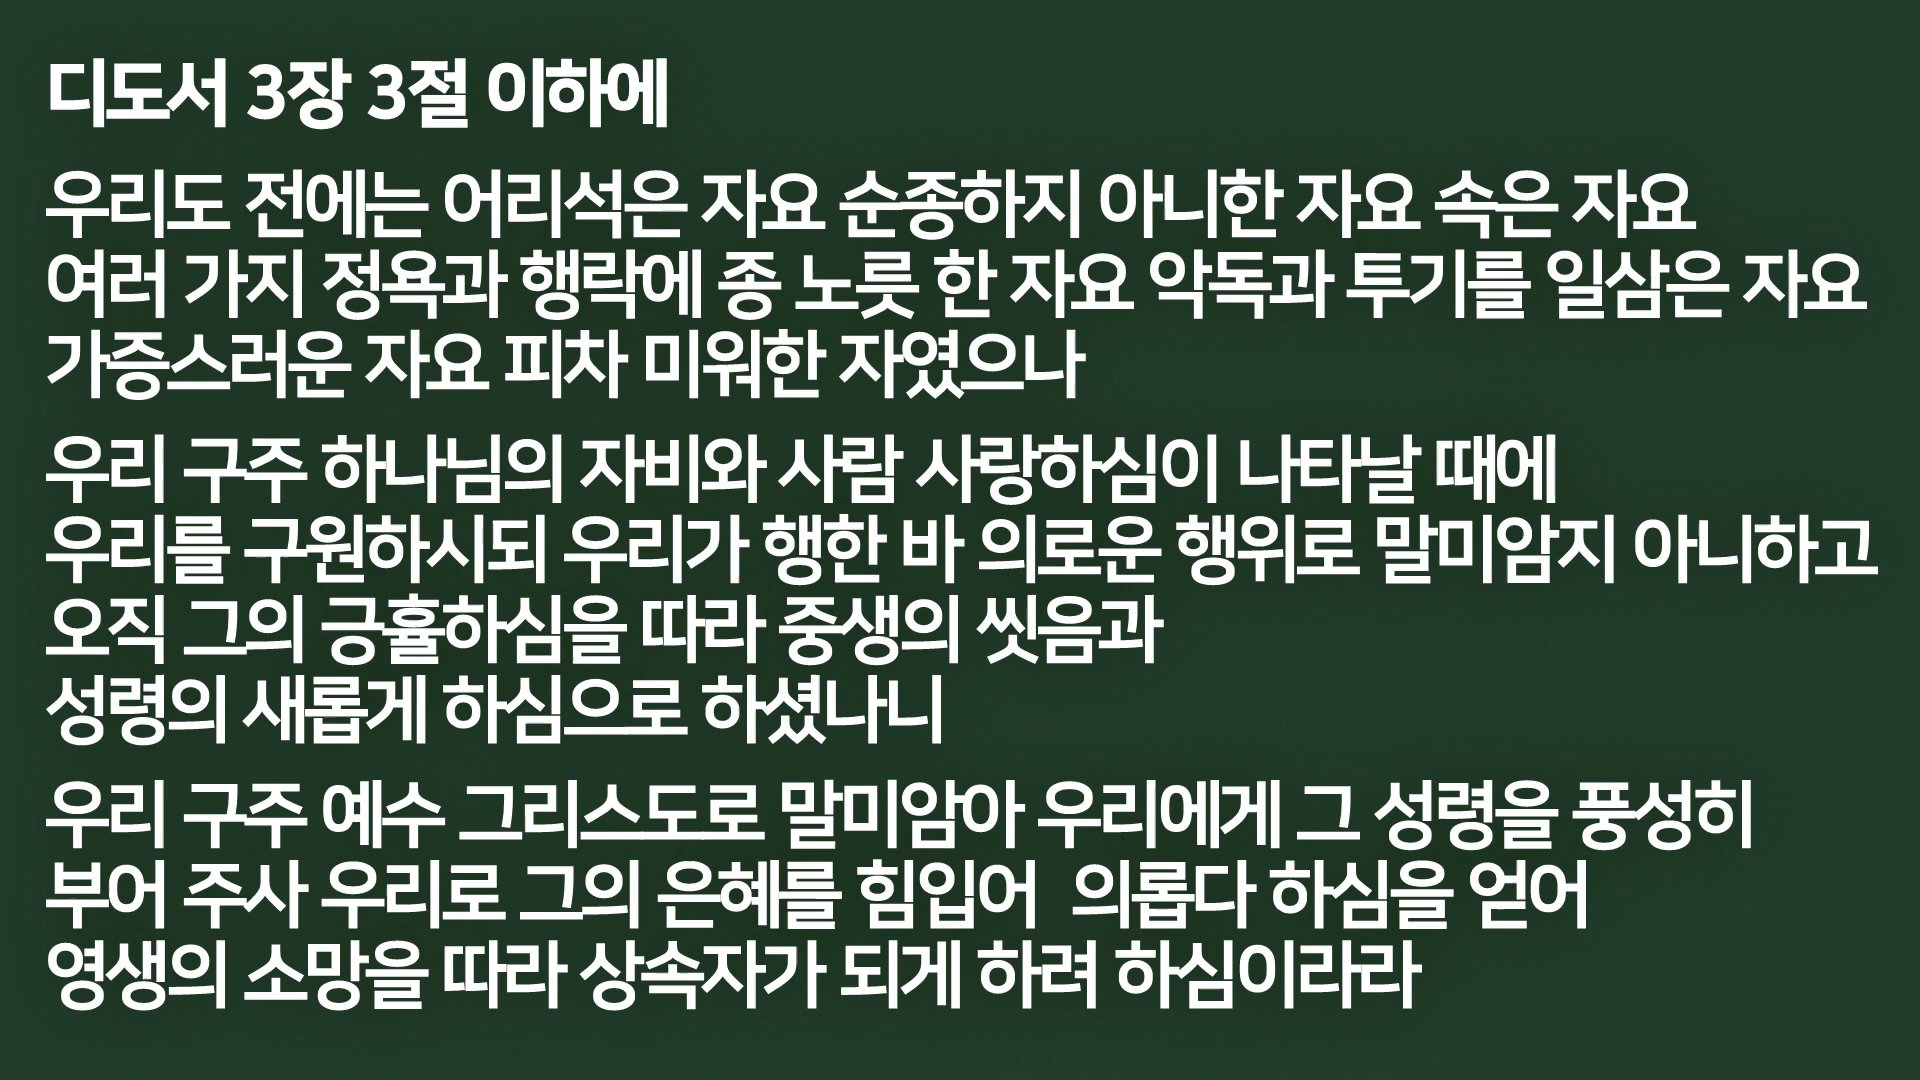 디도서 3장 3절 이하에
우리도 전에는 어리석은 자요 순종하지 아니한 자요 속은 자요
여러 가지 정욕과 행락에 종 노릇 한 자요 악독과 투기를 일삼은 자요
가증스러운 자요 피차 미워한 자였으나
우리 구주 하나님의 자비와 사람 사랑하심이 나타날 때에
우리를 구원하시되 우리가 행한 바 의로운 행위로 말미암지 아니하고
오직 그의 긍휼하심을 따라 중생의 씻음과
성령의 새롭게 하심으로 하셨나니
우리 구주 예수 그리스도로 말미암아 우리에게 그 성령을 풍성히
부어 주사 우리로 그의 은혜를 힘입어 의롭다 하심을 얻어
영생의 소망을 따라 상속자가 되게 하려 하심이라라